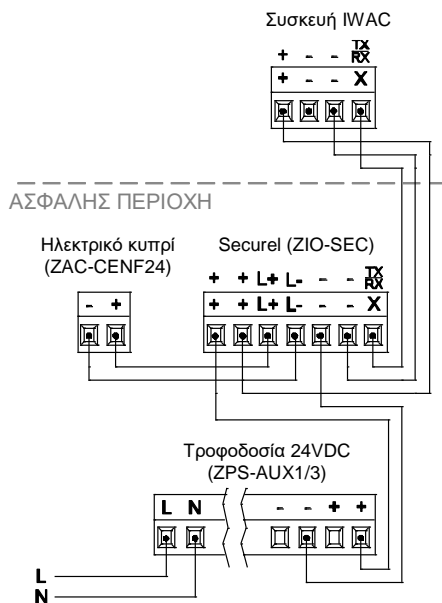 Συσκευή IWAC
TX
+ - - RX
+ - - X
ΑΣΦΑΛΗΣ ΠΕΡΙΟΧΗ
Ηλεκτρικό κυπρί
(ZAC-CENF24)
- +
Securel (ZIO-SEC)
TX
+ + L+ L- - - RX
+ + L+ L- - - X
Τροφοδοσία 24VDC
(ZPS-AUX1/3)
L N - - + +
L
N